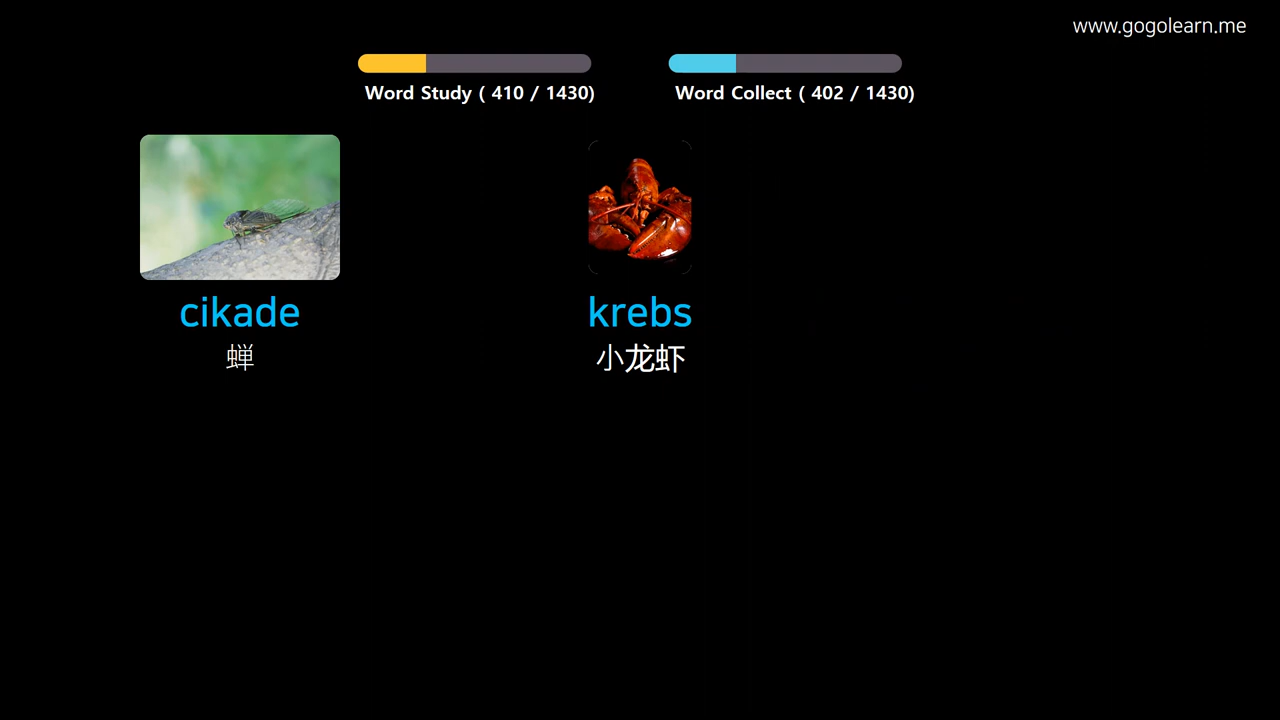 www.gogolearn.me
Word Study ( 410 / 1430)
Word Collect ( 402 / 1430)
cikade
蝉
krebs
小龙虾